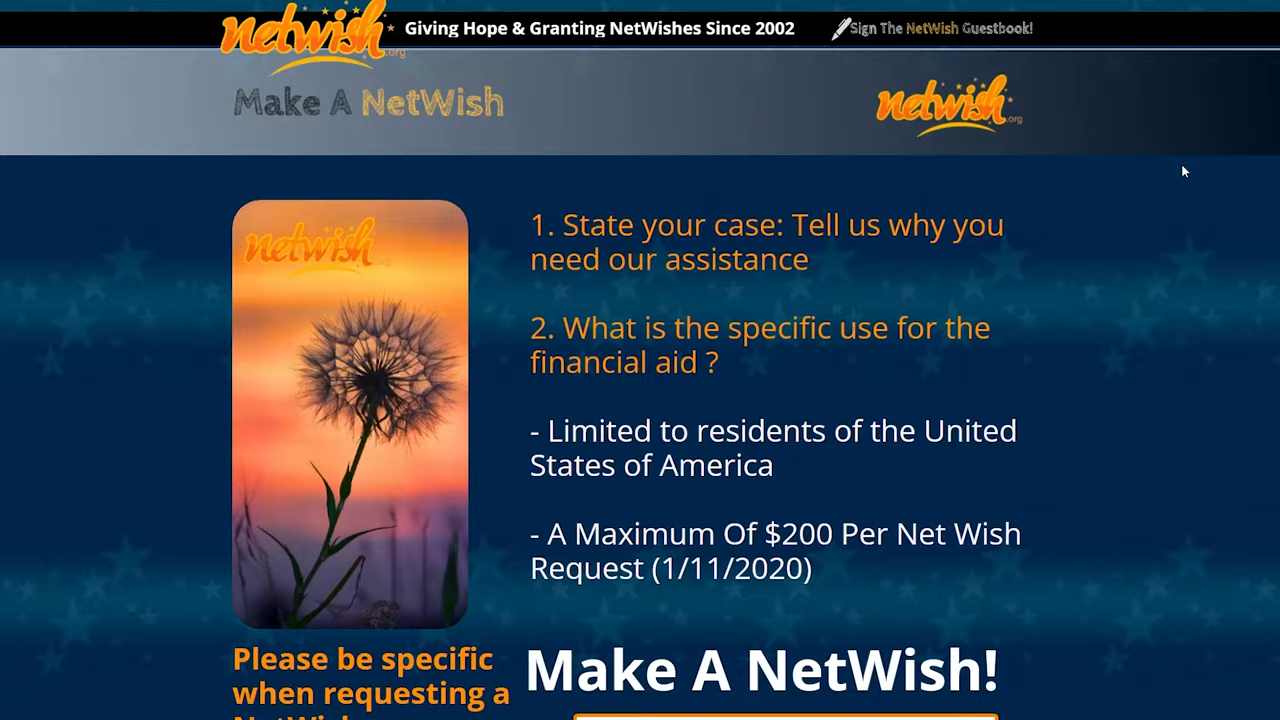 netwish
.org
Giving Hope & Granting NetWishes Since 2002
Sign The NetWish Guestbook!
Make A NetWish
netwish
.org
netwish
1. State your case: Tell us why you
need our assistance
2. What is the specific use for the
financial aid ?
- Limited to residents of the United
States of America
- A Maximum Of $200 Per Net Wish
Request (1/11/2020)
Please be specific
when requesting a
Make A NetWish!